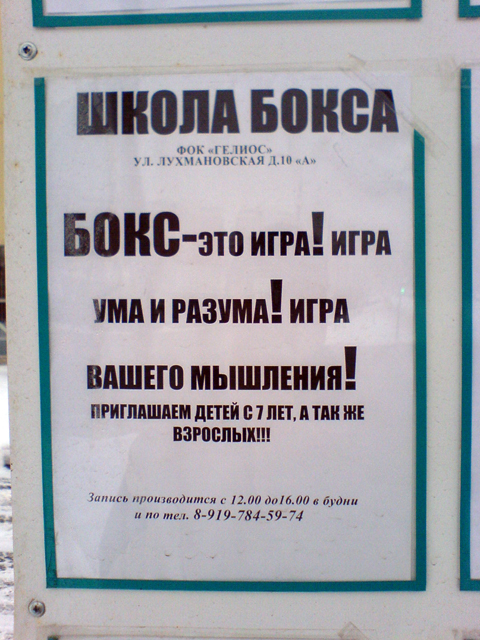 ШКОЛА БОКСА
ФОК «ГЕЛИОС»
УЛ. ЛУХМАНОВСКАЯ Д.10 «А»
БОКС-ЭТО ИГРА! ИГРА
УМА И РАЗУМА! ИГРА
ВАШЕГО МЫШЛЕНИЯ!
ПРИГЛАШАЕМ ДЕТЕЙ С 7 ЛЕТ, А ТАК ЖЕ
ВЗРОСЛЫХ!!!
Запись производится с 12.00 до16.00 в будни
и по тел. 8-919-784-59-74